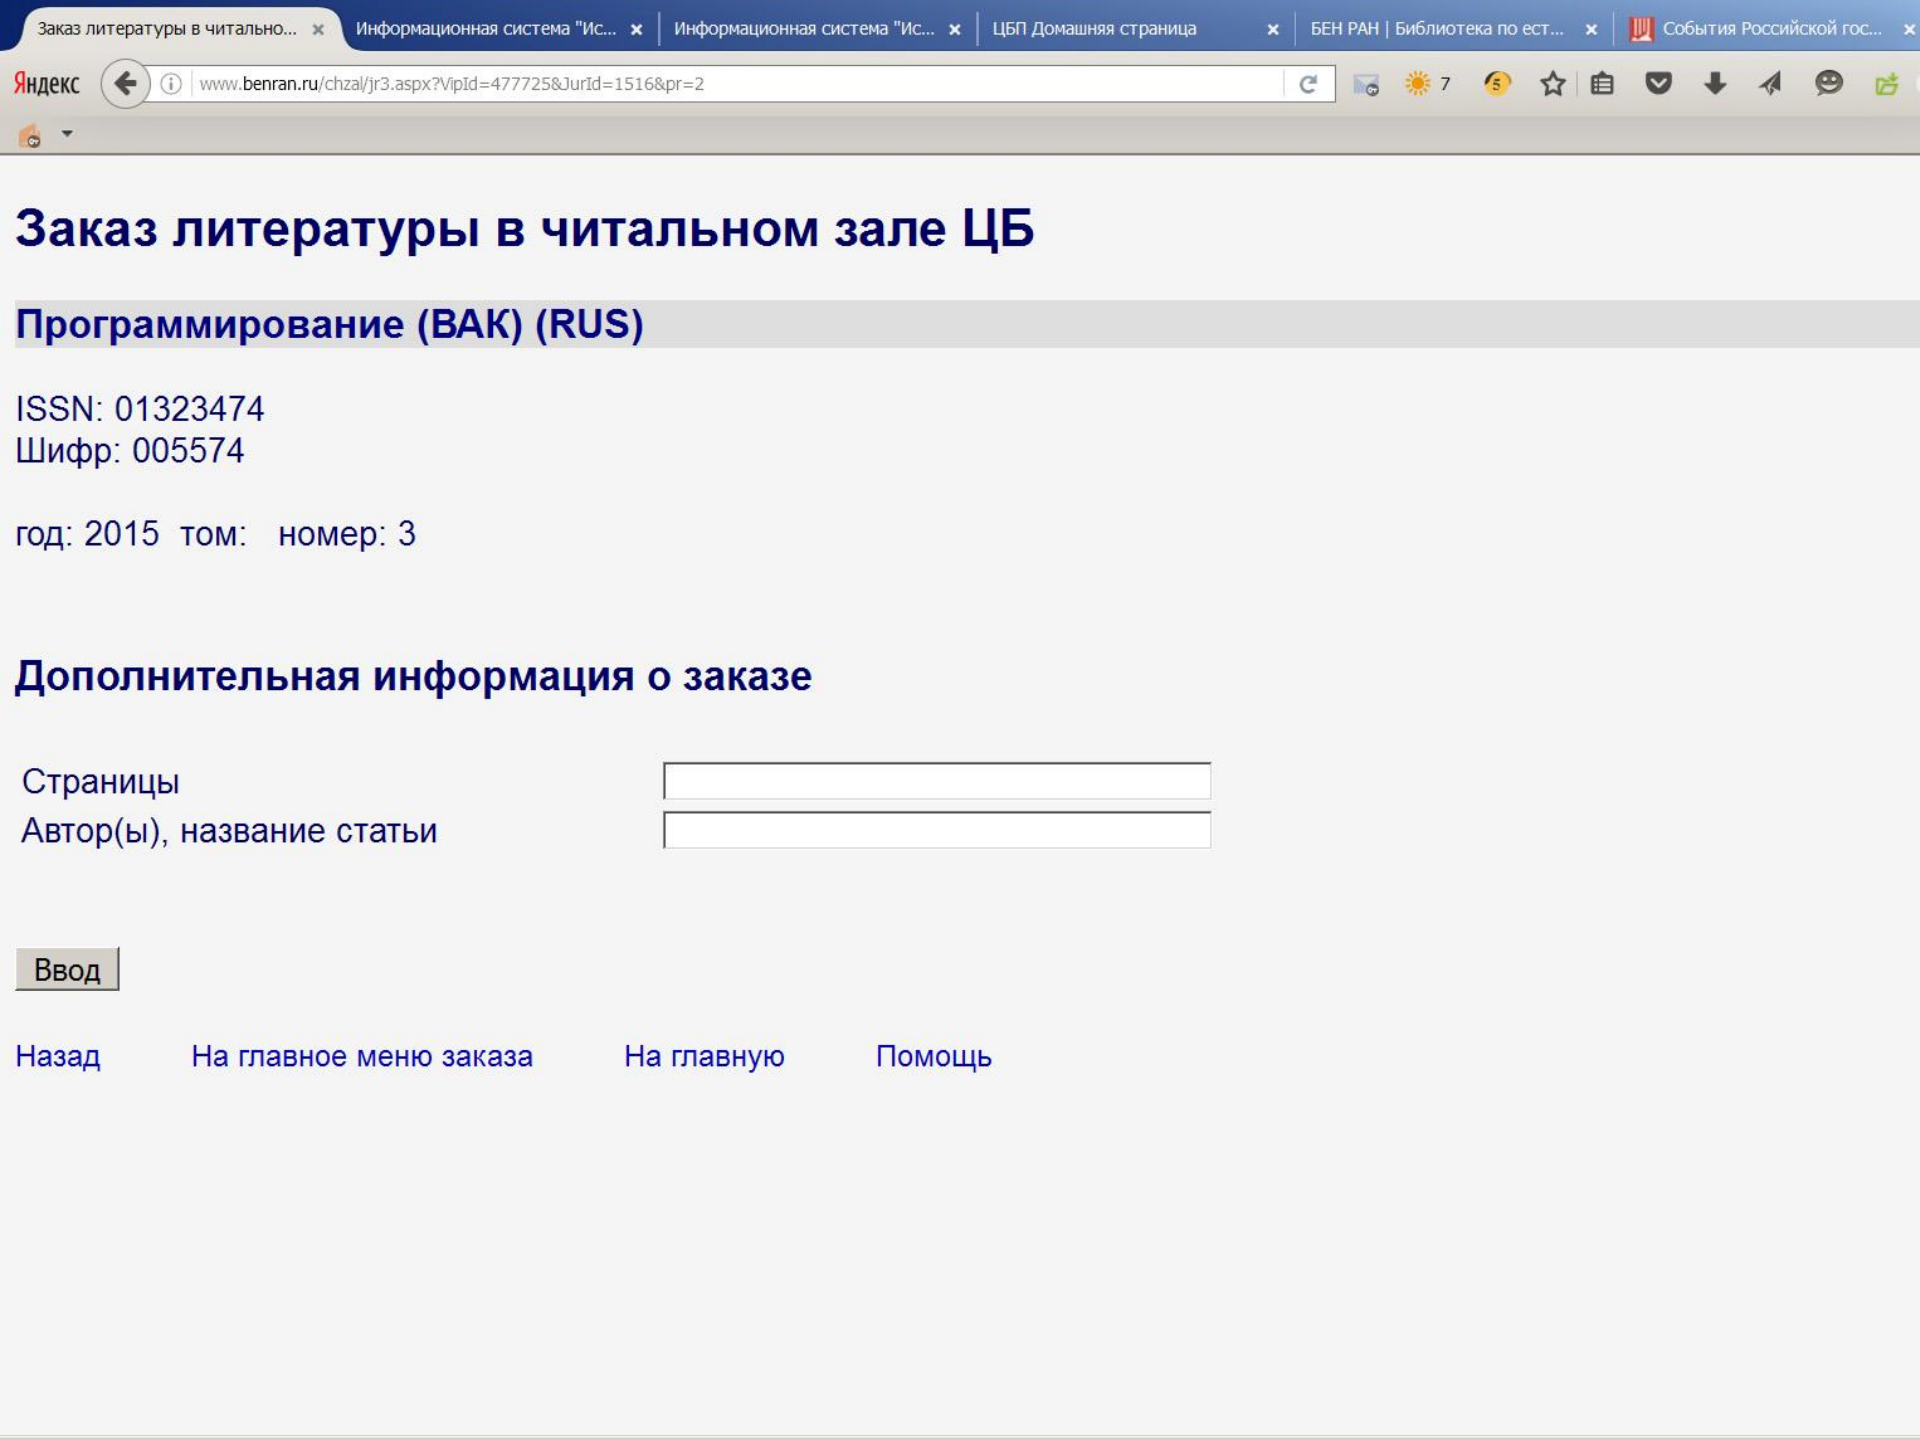 Заказ литературы в читально...
Информационная система "Ис...
Информационная система "Ис...
ЦБП Домашняя страница
БЕН РАН | Библиотека по ест...
События Российской гос...
Яндекс
www.benran.ru/chzal/jr3.aspx?VipId=477725&JurId=1516&pr=2
7
5
Заказ литературы в читальном зале ЦБ
Программирование (ВАК) (RUS)
ISSN: 01323474
Шифр: 005574
год: 2015 том: номер: 3
Дополнительная информация о заказе
Страницы
Автор(ы), название статьи
Ввод
Назад На главное меню заказа На главную Помощь